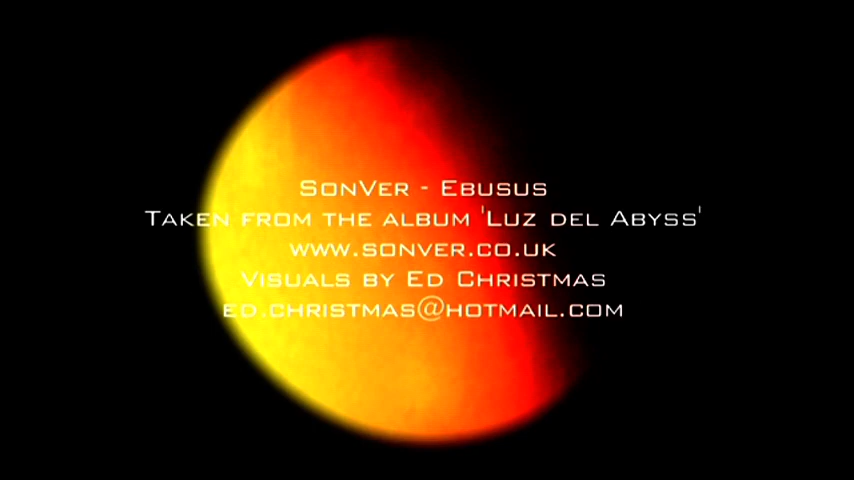 SonVer - Ebusus
Taken from the album 'Luz del Abyss'
www.sonver.co.uk
Visuals by Ed Christmas
ed.christmas@hotmail.com